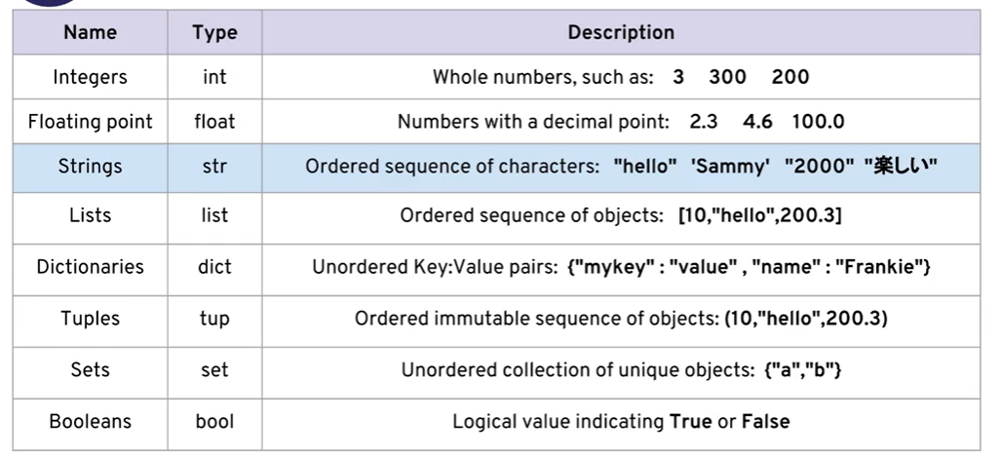 Name Type Description
Integers int Whole numbers, such as: 3 300 200
Floating point float Numbers with a decimal point: 2.3 4.6 100.0
Strings str Ordered sequence of characters: "hello" 'Sammy' "2000" "楽しい"
Lists list Ordered sequence of objects: [10,"hello",200.3]
Dictionaries dict Unordered Key:Value pairs: {"mykey" : "value" , "name" : "Frankie"}
Tuples tup Ordered immutable sequence of objects: (10,"hello",200.3)
Sets set Unordered collection of unique objects: {"a","b"}
Booleans bool Logical value indicating True or False